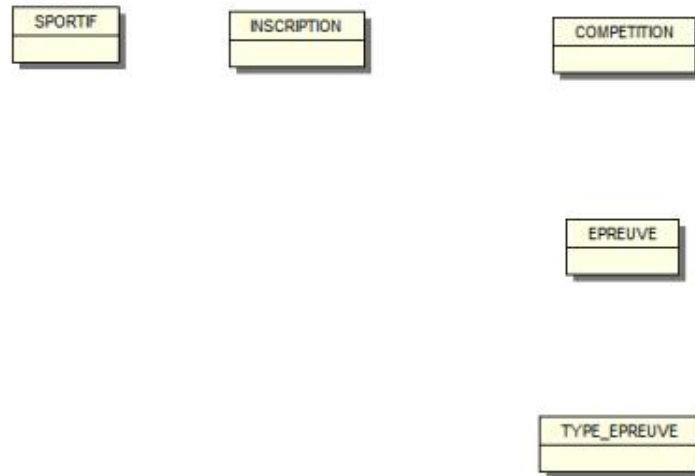 SPORTIF
INSCRIPTION
COMPETITION
EPREUVE
TYPE_EPREUVE